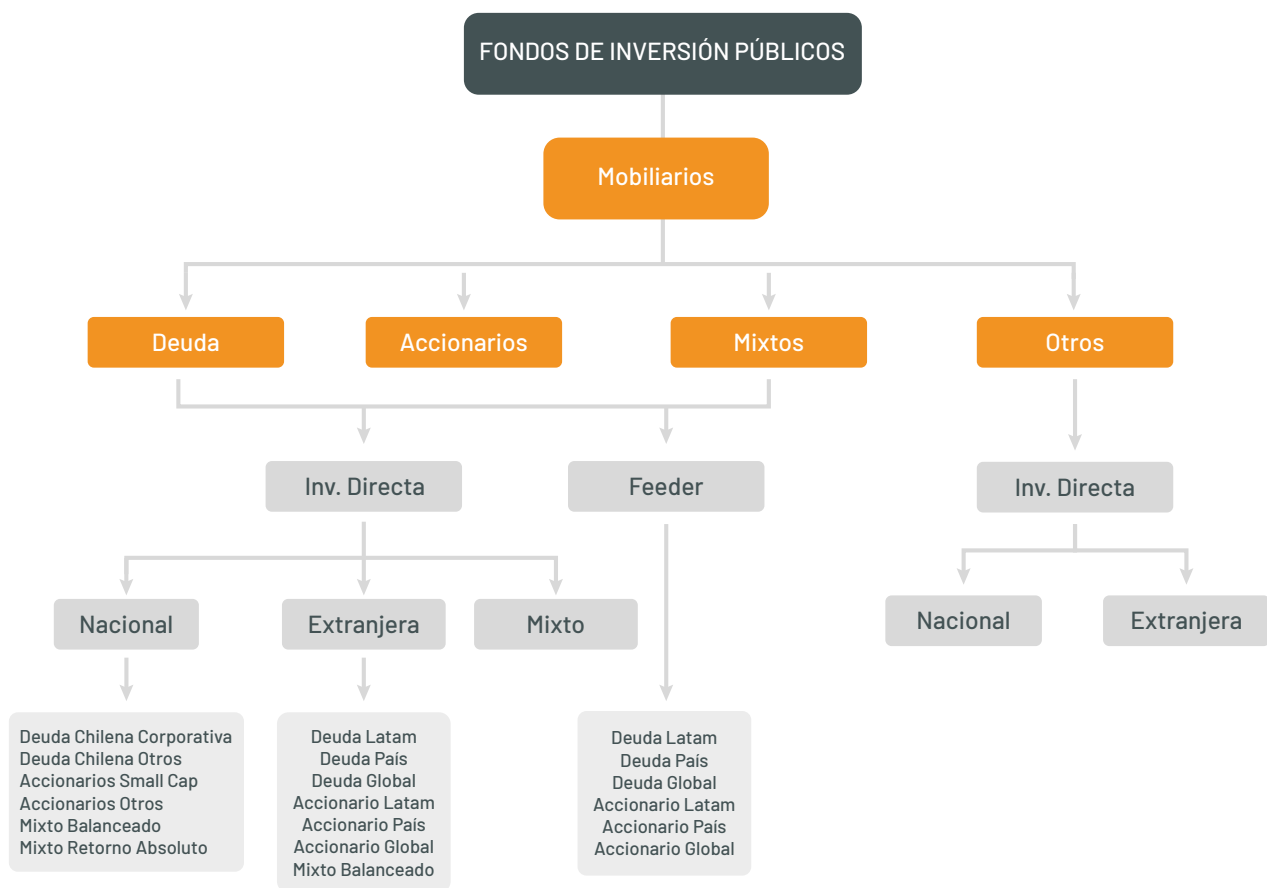 FONDOS DE INVERSIÓN PÚBLICOS
Mobiliarios
Deuda
Accionarios
Mixtos
Otros
Inv. Directa
Feeder
Inv. Directa
Nacional
Extranjera
Mixto
Nacional
Extranjera
Deuda Chilena Corporativa
Deuda Chilena Otros
Accionarios Small Cap
Accionarios Otros
Mixto Balanceado
Mixto Retorno Absoluto
Deuda Latam
Deuda País
Deuda Global
Accionario Latam
Accionario País
Accionario Global
Mixto Balanceado
Deuda Latam
Deuda País
Deuda Global
Accionario Latam
Accionario País
Accionario Global